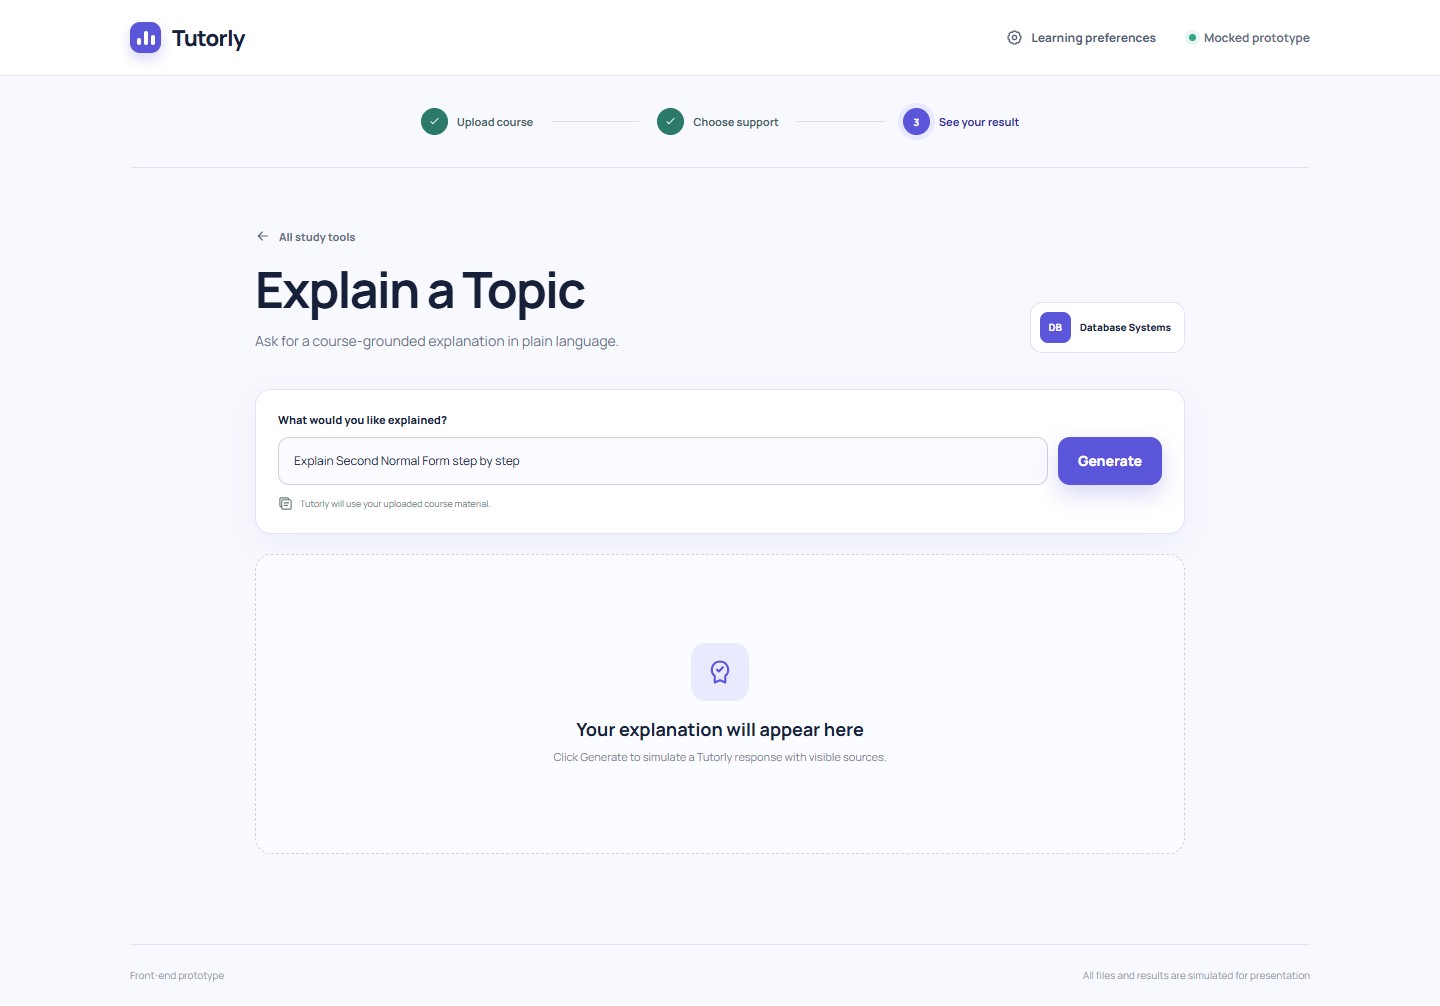 Tutorly
Learning preferences
Mocked prototype
Upload course
Choose support
3
See your result
All study tools
Explain a Topic
Ask for a course-grounded explanation in plain language.
DB
Database Systems
What would you like explained?
Explain Second Normal Form step by step
Generate
Tutorly will use your uploaded course material.
Your explanation will appear here
Click Generate to simulate a Tutorly response with visible sources.
Front-end prototype
All files and results are simulated for presentation